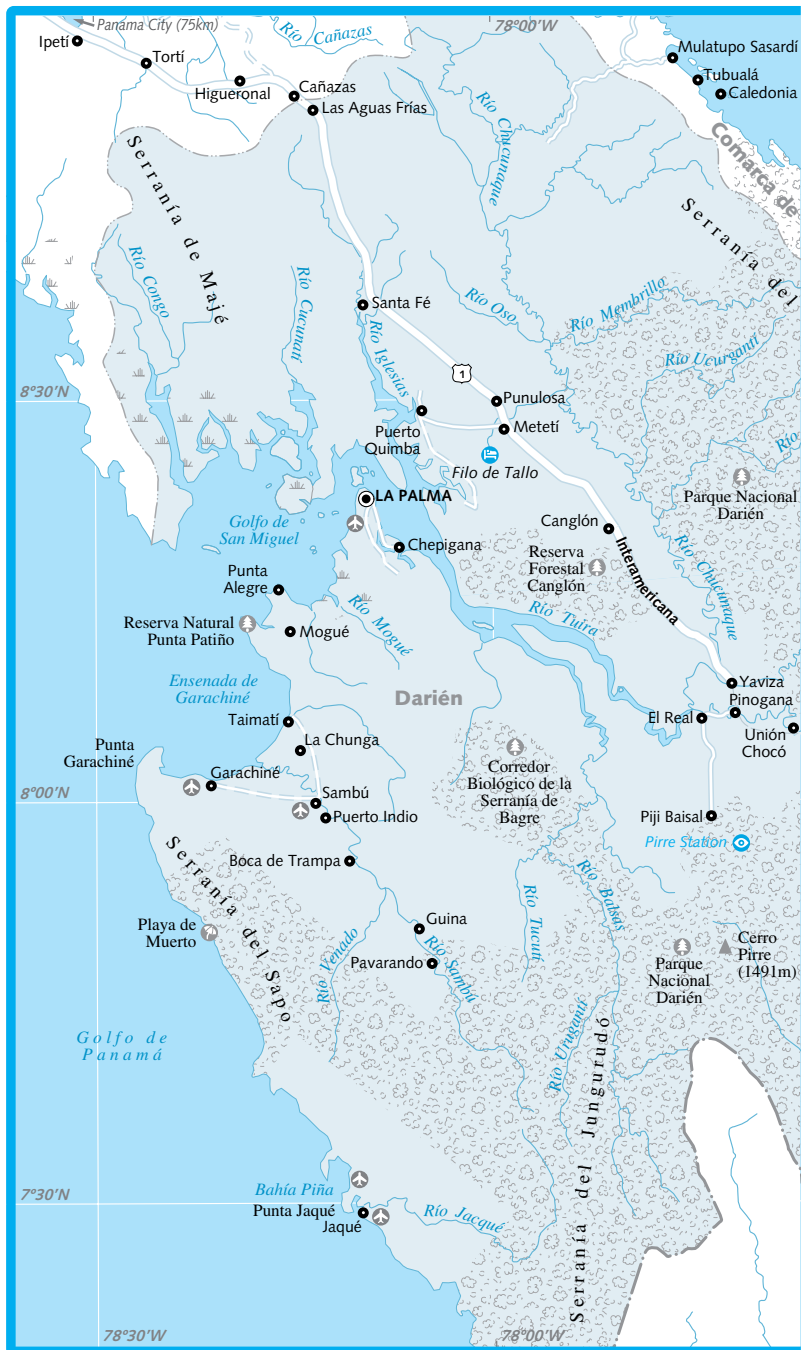 Panama City (75km)
78°00'W
Ipetí
Tortí
Río
Cañazas
Mulatupo Sasardí
Tubualá
Caledonia
Higueronal
Cañazas
Las Aguas Frías
Río Chucunaque
Comarca de
Serranía de Majé
Serranía del
Río Congo
Río Cucunatí
Santa Fé
Río Iglesias
Río Oso
Río Membrillo
Río Ucurgantí
8°30'N
1
Punulosa
Puerto
Quimba
Metetí
Río
Filo de Tallo
LA PALMA
Parque Nacional
Darién
Golfo de
San Miguel
Canglón
Chepigana
Reserva
Forestal
Canglón
Interamericana
Río Chucunaque
Punta
Alegre
Río Mogué
Río Tuira
Reserva Natural
Punta Patiño
Mogué
Ensenada de
Garachiné
Darién
Yaviza
Pinogana
El Real
Unión
Chocó
Taimatí
La Chunga
Punta
Garachiné
Garachiné
Corredor
Biológico de la
Serranía de
Bagre
8°00'N
Sambú
Puerto Indio
Piji Baisal
Pirre Station
Boca de Trampa
Serranía del Sapo
Río Balsas
Río Tucutí
Playa de
Muerto
Guina
Río Venado
Río Sambú
Pavarando
Cerro
Pirre
(1491m)
Parque
Nacional
Darién
Golfo de
Panamá
Río Urugantí
Serranía del Jungurudó
7°30'N
Bahía Piña
Punta Jaqué
Jaqué
Río Jacqué
78°30'W
78°00'W